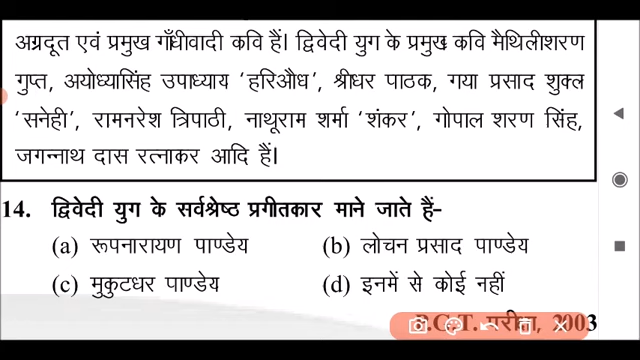 अग्रदूत एवं प्रमुख गाँधीवादी कवि हैं। द्विवेदी युग के प्रमुख कवि मैथिलीशरण
गुप्त, अयोध्यासिंह उपाध्याय ‘हरिऔध’, श्रीधर पाठक, गया प्रसाद शुक्ल
‘सनेही’, रामनरेश त्रिपाठी, नाथूराम शर्मा ‘शंकर’, गोपाल शरण सिंह,
जगन्नाथ दास रत्नाकर आदि हैं।
14. द्विवेदी युग के सर्वश्रेष्ठ प्रगीतकार माने जाते हैं-
(a) रूपनारायण पाण्डेय (b) लोचन प्रसाद पाण्डेय
(c) मुकुटधर पाण्डेय (d) इनमें से कोई नहीं
P.G.T. परीक्षा, 2003